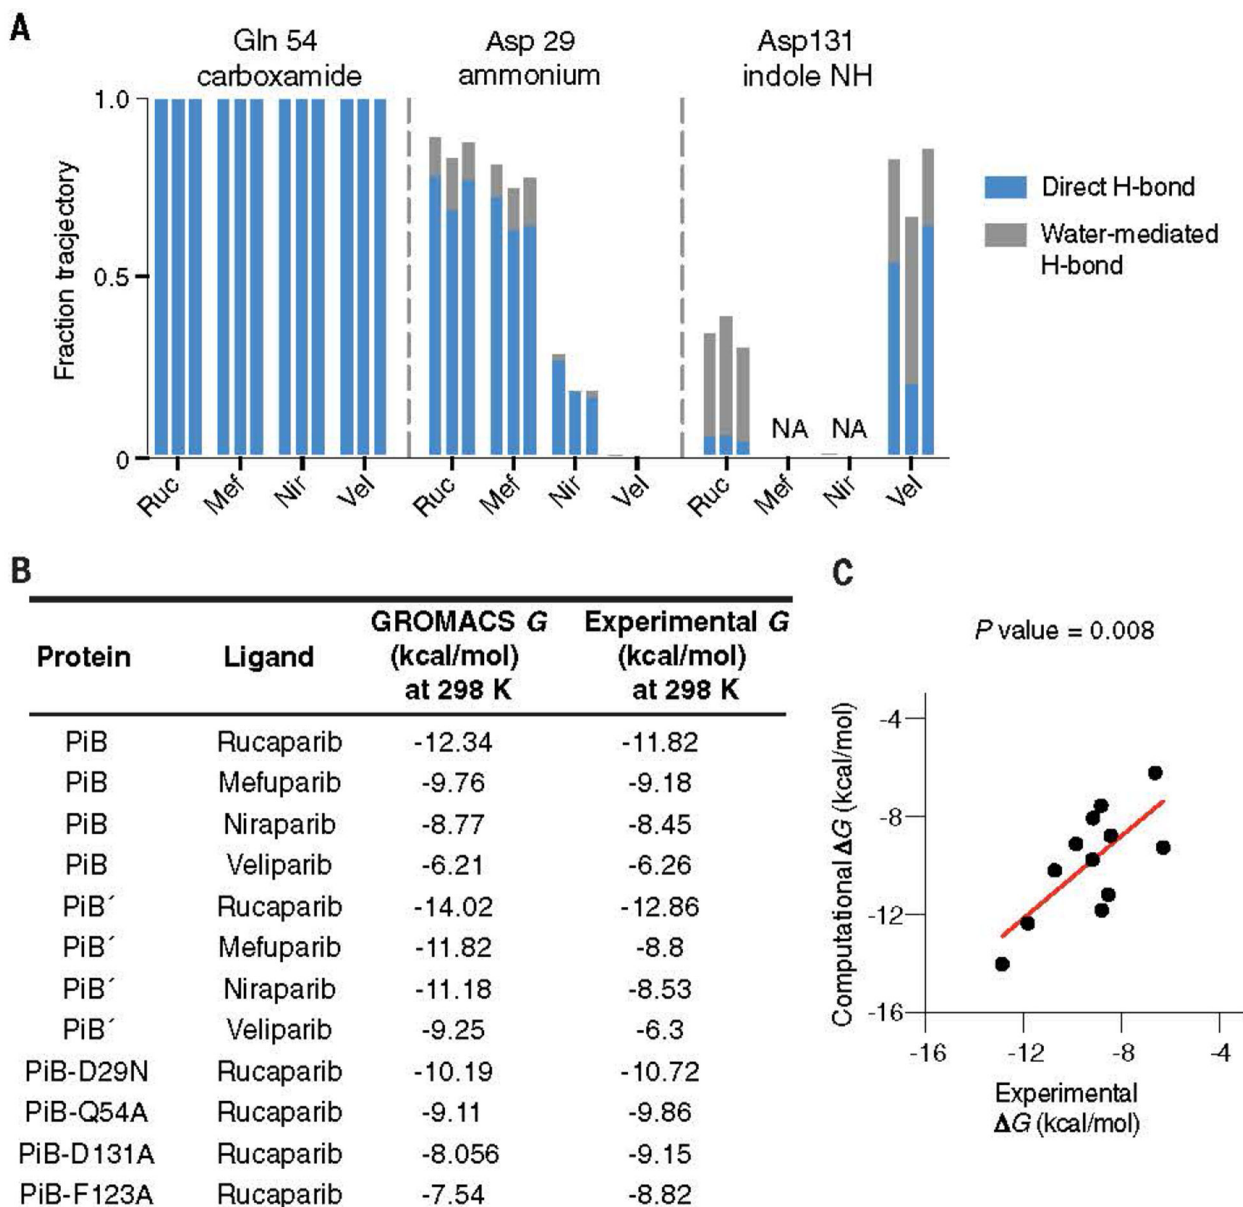 A
Gln 54
carboxamide
Asp 29
ammonium
Asp131
indole NH
1.0
0.5
0
Fraction tracjectory
NA
NA
Direct H-bond
Water-mediated
H-bond
Ruc
Mef
Nir
Vel
Ruc
Mef
Nir
Vel
Ruc
Mef
Nir
Vel
B
Protein Ligand GROMACS G (kcal/mol) at 298 K Experimental G (kcal/mol) at 298 K
PiB Rucaparib -12.34 -11.82
PiB Mefuparib -9.76 -9.18
PiB Niraparib -8.77 -8.45
PiB Veliparib -6.21 -6.26
PiB´ Rucaparib -14.02 -12.86
PiB´ Mefuparib -11.82 -8.8
PiB´ Niraparib -11.18 -8.53
PiB´ Veliparib -9.25 -6.3
PiB-D29N Rucaparib -10.19 -10.72
PiB-Q54A Rucaparib -9.11 -9.86
PiB-D131A Rucaparib -8.056 -9.15
PiB-F123A Rucaparib -7.54 -8.82
C
P value = 0.008
-4
-8
-12
-16
Computational ΔG (kcal/mol)
-16 -12 -8 -4
Experimental
ΔG (kcal/mol)